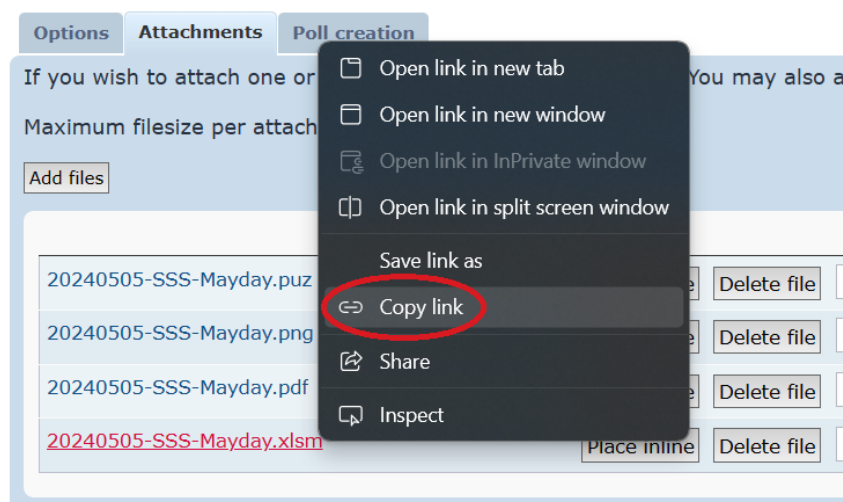 Options Attachments Poll creation
If you wish to attach one or You may also a
Maximum filesize per attach
Add files
Open link in new tab
Open link in new window
Open link in InPrivate window
Open link in split screen window
Save link as
Copy link
Share
Inspect
20240505-SSS-Mayday.puz Delete file
20240505-SSS-Mayday.png Delete file
20240505-SSS-Mayday.pdf Delete file
20240505-SSS-Mayday.xlsm Place inline Delete file